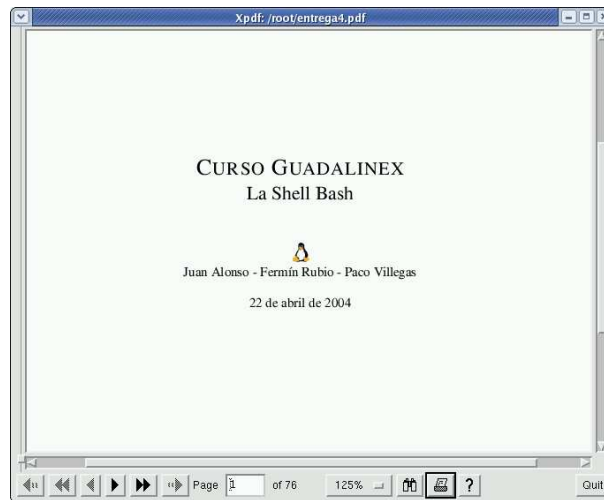 Xpdf: /root/entrega4.pdf
CURSO GUADALINEX
La Shell Bash
Juan Alonso - Fermín Rubio - Paco Villegas
22 de abril de 2004
Page 1 of 76 125% ? Quit